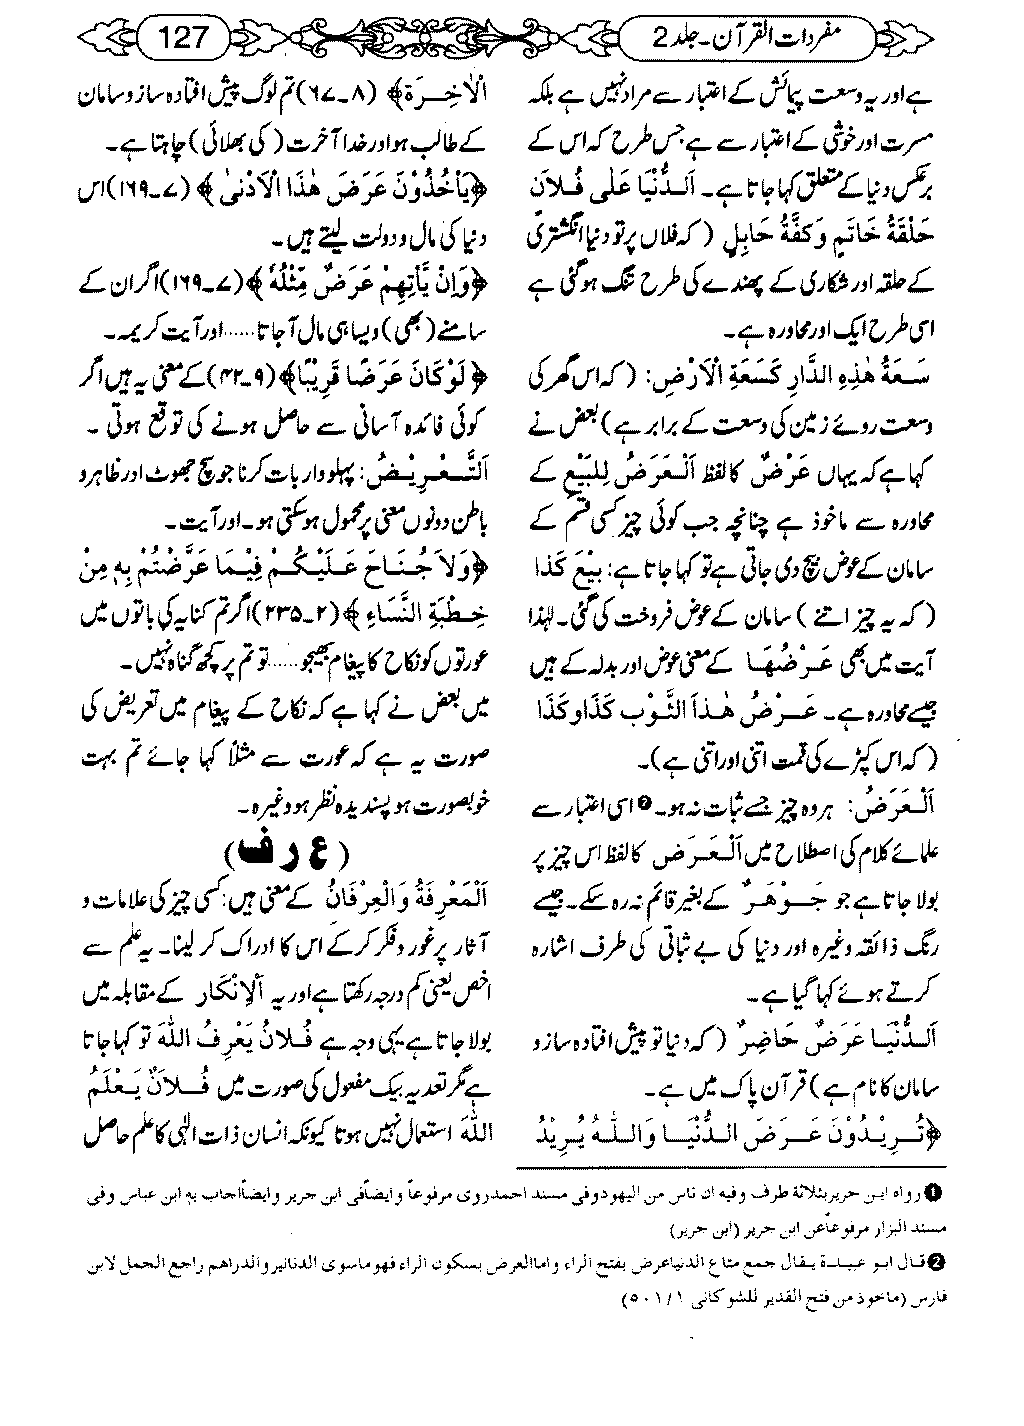 مفردات القرآن۔ جلد 2
127
ہے اور یہ وسعت پیائش کے اعتبار سے مراد نہیں ہے بلکہ
مسرت اور خوشی کے اعتبار سے ہے جس طرح کہ اس کے
برعکس دنیا کے متعلق کہا جاتا ہے۔ اَلدُّنْیَا عَلٰی فُلَانٍ
حَلْقَةُ خَاتَمٍ وَکَفَّةُ حَابِلٍ (کہ فلاں پر تو دنیا انگشتری
کے حلقہ اور شکاری کے پھندے کی طرح تنگ ہوگئی ہے
اسی طرح ایک اور محاورہ ہے۔
سَعَةُ هٰذِهِ الدَّارِ کَسَعَةِ الْاَرْضِ: (کہ اس گھر کی
وسعت روئے زمین کی وسعت کے برابر ہے) بعض نے
کہا ہے کہ یہاں عَرْضٌ کا لفظ اَلْعَرَضُ لِلبَیْعِ کے
محاورہ سے ماخوذ ہے چنانچہ جب کوئی چیز کسی قسم کے
سامان کے عوض بیچ دی جاتی ہے تو کہا جاتا ہے: بِیْعَ کَذَا
(کہ یہ چیز اتنے) سامان کے عوض فروخت کی گئی۔ لہٰذا
آیت میں بھی عَرْضُهَا کے معنی عوض اور بدلہ کے ہیں
جیسے محاورہ ہے۔ عَرْضُ هٰذَا الثَّوْبِ کَذَا وکَذَا
(کہ اس کپڑے کی قیمت اتنی اور اتنی ہے)۔
اَلْعَرَضُ: ہر وہ چیز جسے ثبات نہ ہو۔❷ اسی اعتبار سے
علمائے کلام کی اصطلاح میں اَلْعَرَضُ کا لفظ اس چیز پر
بولا جاتا ہے جو جَوْهَرٌ کے بغیر قائم نہ رہ سکے۔ جیسے
رنگ ذائقہ وغیرہ اور دنیا کی بے ثباتی کی طرف اشارہ
کرتے ہوئے کہا گیا ہے۔
اَلدُّنْیَا عَرَضٌ حَاضِرٌ (کہ دنیا تو پیش افتادہ ساز و
سامان کا نام ہے) قرآن پاک میں ہے۔
﴿تُرِیْدُوْنَ عَرَضَ الدُّنْیَا وَاللّٰهُ یُرِیْدُ
الْاٰخِرَةَ﴾ (۸۔۶۷) تم لوگ پیش افتادہ ساز و سامان
کے طالب ہو اور خدا آخرت (کی بھلائی) چاہتا ہے۔
﴿یَاْخُذُوْنَ عَرَضَ هٰذَا الْاَدْنٰی﴾ (۷۔۱۶۹) اس
دنیا کی مال و دولت لیتے ہیں۔
﴿وَاِنْ یَّاْتِهِمْ عَرَضٌ مِّثْلُهٗ﴾ (۷۔۱۶۹) اگر ان کے
سامنے (بھی) ویسا ہی مال آ جاتا ...... اور آیت کریمہ۔
﴿لَوْ کَانَ عَرَضًا قَرِیْبًا﴾ (۹۔۴۲) کے معنی یہ ہیں اگر
کوئی فائدہ آسانی سے حاصل ہونے کی توقع ہوتی۔
اَلتَّعْرِیْضُ: پہلو دار بات کرنا جو سچ جھوٹ اور ظاہر و
باطن دونوں معنی پر محمول ہوسکتی ہو۔ اور آیت۔
﴿وَلَا جُنَاحَ عَلَیْکُمْ فِیْمَا عَرَّضْتُمْ بِهٖ مِنْ
خِطْبَةِ النِّسَاءِ﴾ (۲۔۲۳۵) اگر تم کنایہ کی باتوں میں
عورتوں کو نکاح کا پیغام بھیجو ...... تو تم پر کچھ گناہ نہیں۔
میں بعض نے کہا ہے کہ نکاح کے پیغام میں تعریض کی
صورت یہ ہے کہ عورت سے مثلاً کہا جائے تم بہت
خوبصورت ہو پسندیدہ نظر ہو وغیرہ۔
(ع ر ف)
اَلْمَعْرِفَةُ وَالْعِرْفَانُ کے معنی ہیں: کسی چیز کی علامات و
آثار پر غور و فکر کرکے اس کا ادراک کر لینا۔ یہ علم سے
اخص یعنی کم درجہ رکھتا ہے اور یہ اَلْاِنْکَار کے مقابلہ میں
بولا جاتا ہے یہی وجہ ہے فُلَانٌ یَعْرِفُ اللّٰهَ تو کہا جاتا
ہے مگر تعدیہ بیک مفعول کی صورت میں فُلَانٌ یَعْلَمُ
اللّٰهَ استعمال نہیں ہوتا کیونکہ انسان ذات الٰہی کا علم حاصل
❶ رواه ابن جریر بثلاثة طرف وفیه ان ناس من الیهود وفی مسند احمد روی مرفوعاً و ایضاً فی ابن جریر و ایضاً اجاب به ابن عباس وفی
مسند البزار مرفوعاً عن ابن جریر (ابن جریر)
❷ قال ابو عبیدة یقال جمع متاع الدنیا عرض بفتح الراء واما العرض بسکون الراء فهو ماسوی الدنانیر والدراهم راجع الحمل لابن
فارس (ماخوذ من فتح القدیر للشوکانی ۵۰۱/۱)